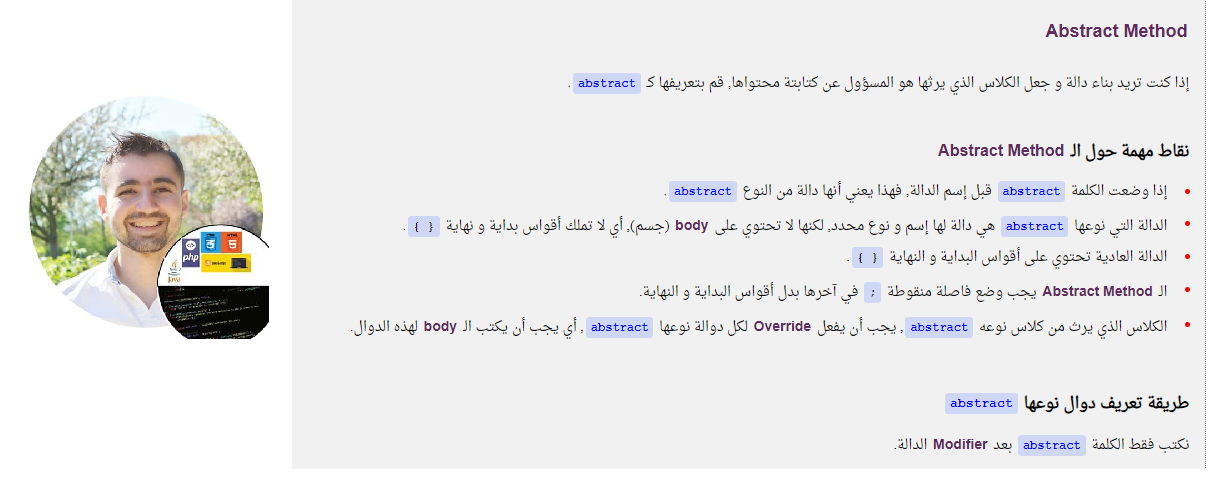 Abstract Method
إذا كنت تريد بناء دالة و جعل الكلاس الذي يرثها هو المسؤول عن كتابتة محتواها, قم بتعريفها كـ abstract .
نقاط مهمة حول الـ Abstract Method
إذا وضعت الكلمة abstract قبل إسم الدالة, فهذا يعني أنها دالة من النوع abstract .
الدالة التي نوعها abstract هي دالة لها إسم و نوع محدد, لكنها لا تحتوي على body (جسم), أي لا تملك أقواس بداية و نهاية { } .
الدالة العادية تحتوي على أقواس البداية و النهاية { } .
الـ Abstract Method يجب وضع فاصلة منقوطة ; في آخرها بدل أقواس البداية و النهاية.
الكلاس الذي يرث من كلاس نوعه abstract , يجب أن يفعل Override لكل دوالة نوعها abstract , أي يجب أن يكتب الـ body لهذه الدوال.
طريقة تعريف دوال نوعها abstract
نكتب فقط الكلمة abstract بعد Modifier الدالة.
php
Java